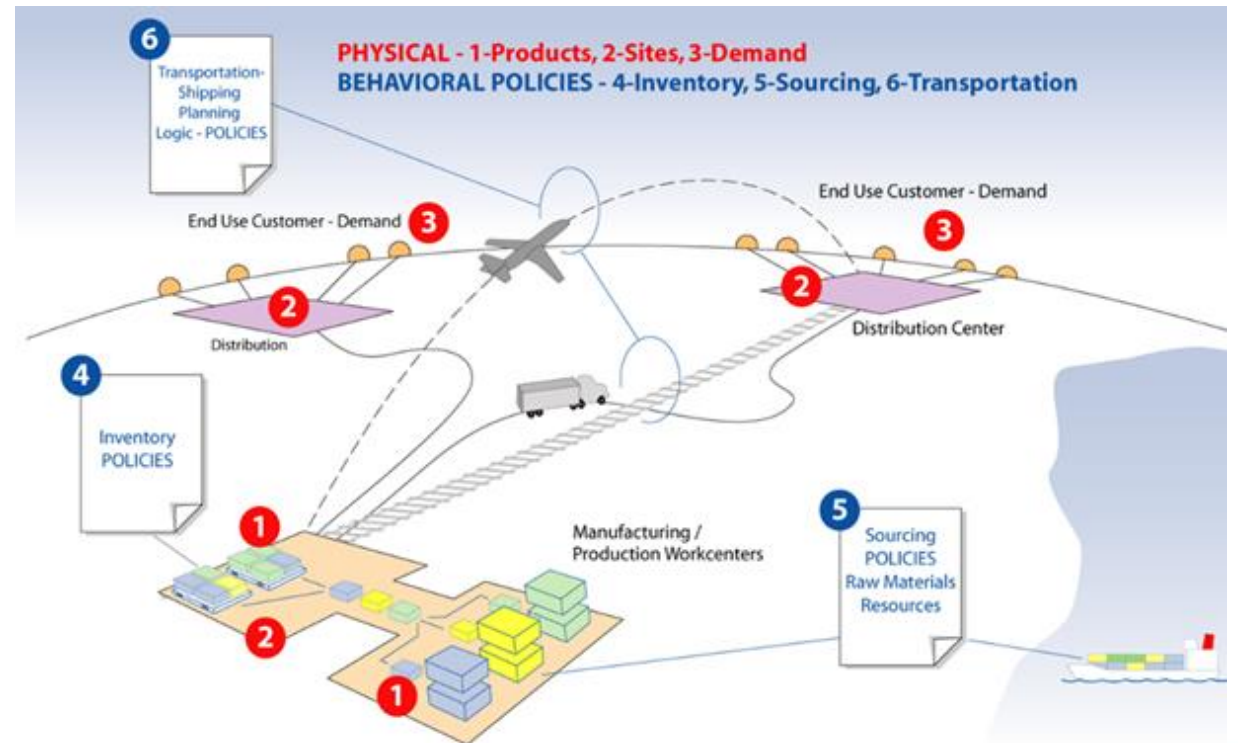 6
Transportation-
Shipping
Planning
Logic - POLICIES
PHYSICAL - 1-Products, 2-Sites, 3-Demand
BEHAVIORAL POLICIES - 4-Inventory, 5-Sourcing, 6-Transportation
End Use Customer - Demand
3
End Use Customer - Demand
3
2
Distribution
2
Distribution Center
4
Inventory
POLICIES
1
2
Manufacturing /
Production Workcenters
1
5
Sourcing
POLICIES
Raw Materials
Resources